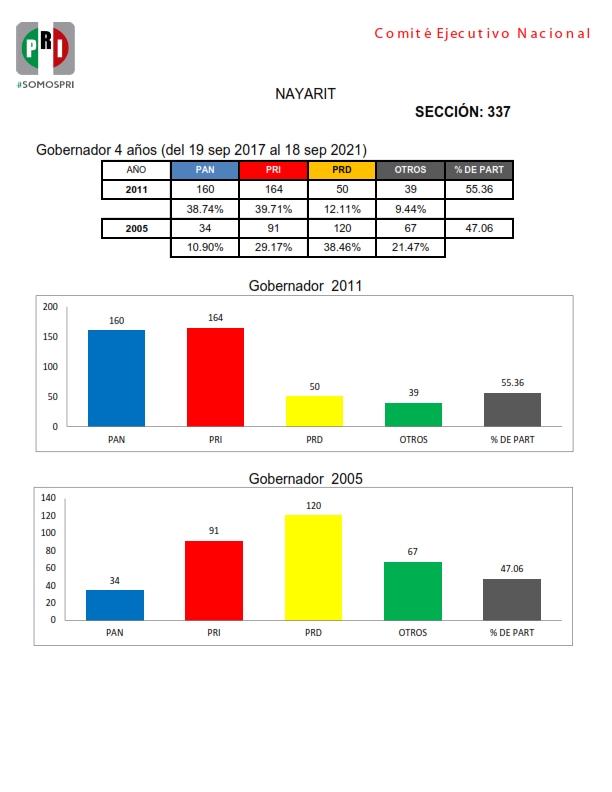 Comité Ejecutivo Nacional
PRI
#SOMOSPRI
NAYARIT
SECCIÓN: 337
Gobernador 4 años (del 19 sep 2017 al 18 sep 2021)
AÑO PAN PRI PRD OTROS % DE PART
2011 160 164 50 39 55.36
38.74% 39.71% 12.11% 9.44%
2005 34 91 120 67 47.06
10.90% 29.17% 38.46% 21.47%
Gobernador 2011
200
150
100
50
0
160 164 50 39 55.36
PAN PRI PRD OTROS % DE PART
Gobernador 2005
140
120
100
80
60
40
20
0
34 91 120 67 47.06
PAN PRI PRD OTROS % DE PART